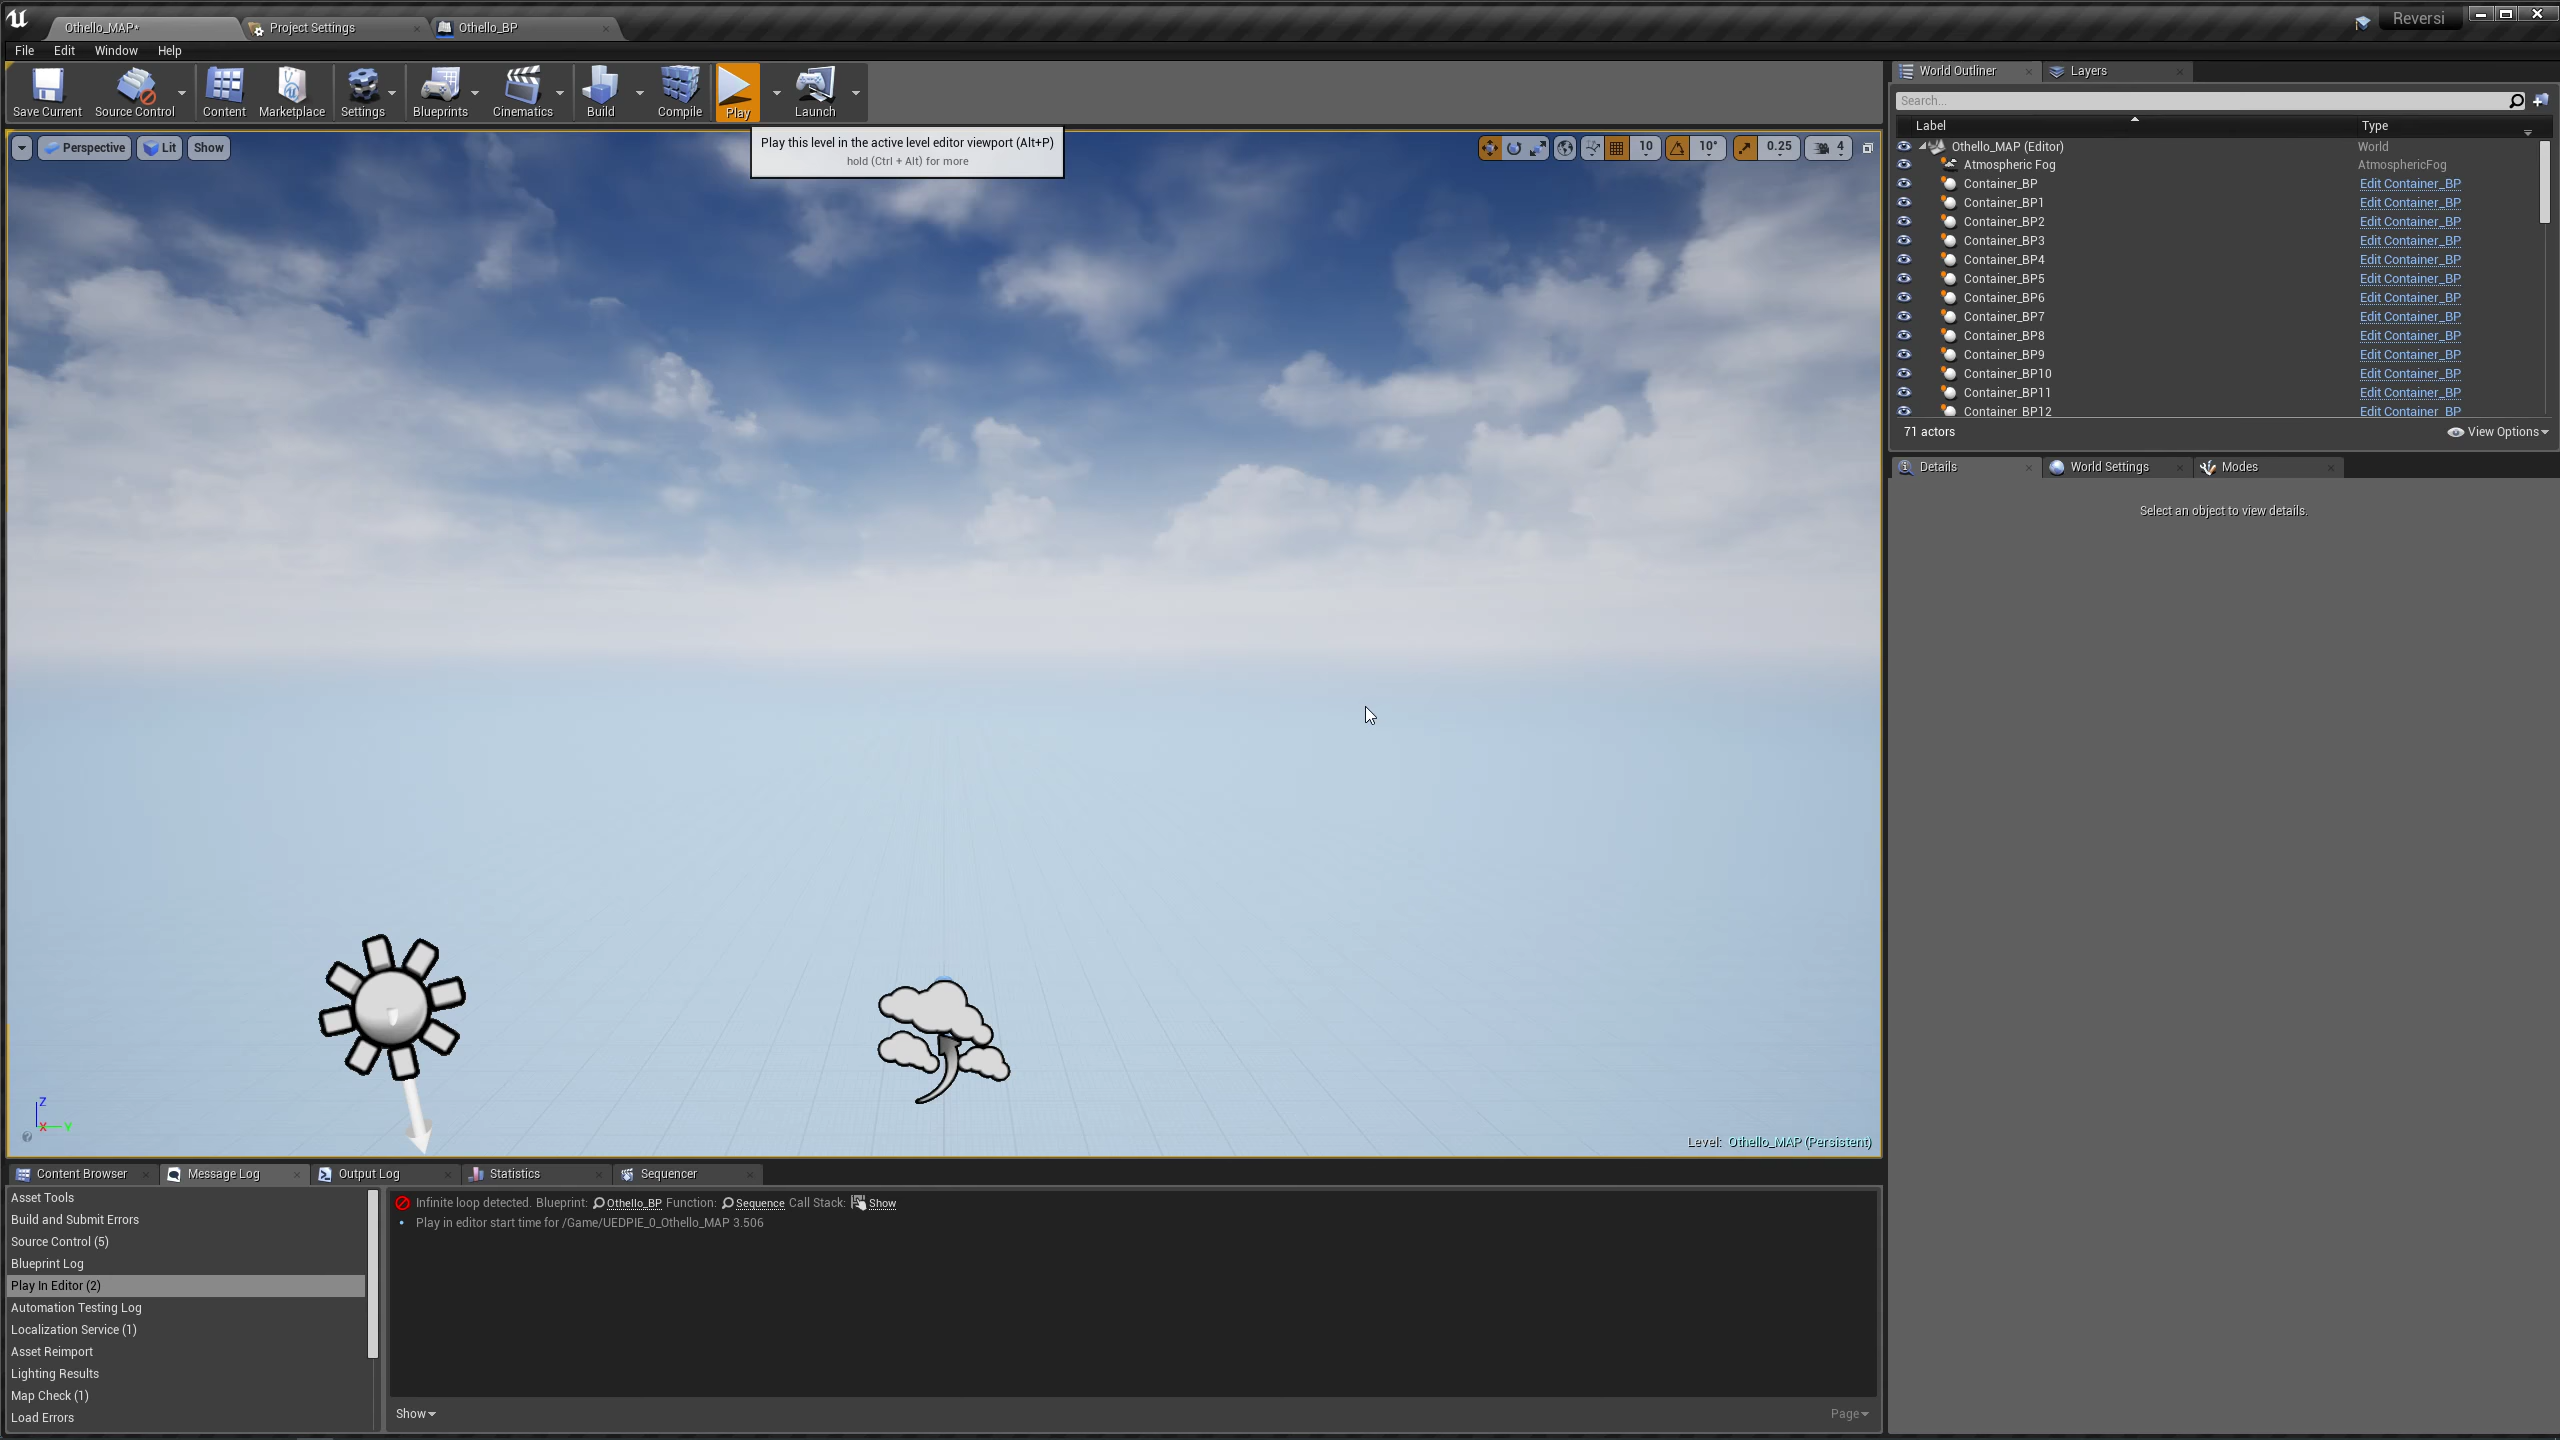 Othello_MAP*
Project Settings
Othello_BP
Reversi
File Edit Window Help
Save Current
Source Control
Content
Marketplace
Settings
Blueprints
Cinematics
Build
Compile
Play
Launch
Play this level in the active level editor viewport (Alt+P)
hold (Ctrl + Alt) for more
Perspective
Lit
Show
10
10°
0.25
4
Z
X
Y
Level: Othello_MAP (Persistent)
World Outliner
Layers
Search...
Label Type
Othello_MAP (Editor) World
Atmospheric Fog AtmosphericFog
Container_BP Edit Container_BP
Container_BP1 Edit Container_BP
Container_BP2 Edit Container_BP
Container_BP3 Edit Container_BP
Container_BP4 Edit Container_BP
Container_BP5 Edit Container_BP
Container_BP6 Edit Container_BP
Container_BP7 Edit Container_BP
Container_BP8 Edit Container_BP
Container_BP9 Edit Container_BP
Container_BP10 Edit Container_BP
Container_BP11 Edit Container_BP
Container_BP12 Edit Container_BP
71 actors
View Options
Details
World Settings
Modes
Select an object to view details.
Content Browser
Message Log
Output Log
Statistics
Sequencer
Asset Tools
Build and Submit Errors
Source Control (5)
Blueprint Log
Play In Editor (2)
Automation Testing Log
Localization Service (1)
Asset Reimport
Lighting Results
Map Check (1)
Load Errors
Infinite loop detected. Blueprint: Othello_BP Function: Sequence Call Stack: Show
Play in editor start time for /Game/UEDPIE_0_Othello_MAP 3.506
Show
Page